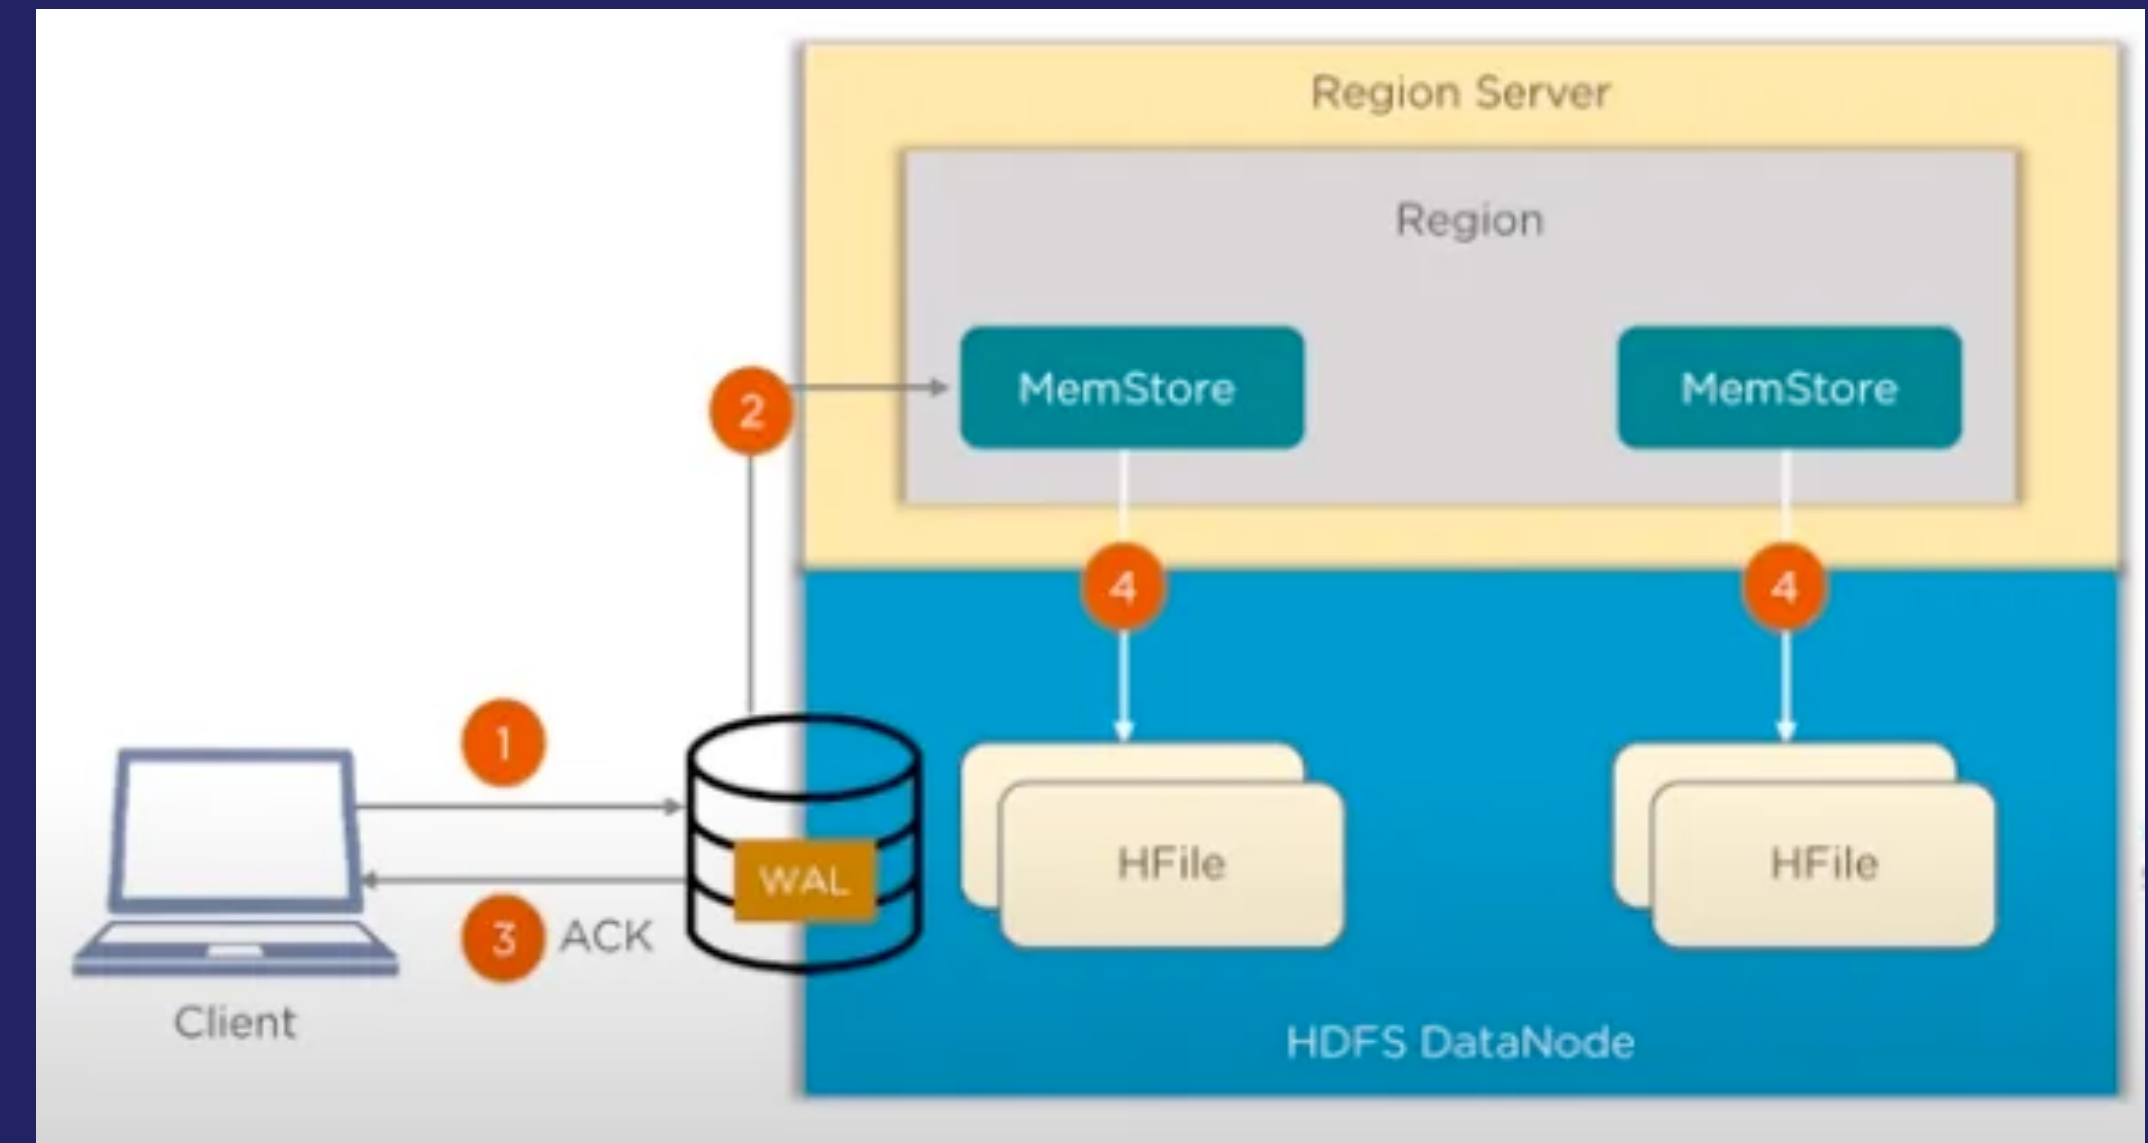 Region Server
Region
MemStore
MemStore
2
4
4
1
WAL
HFile
HFile
3 ACK
Client
HDFS DataNode